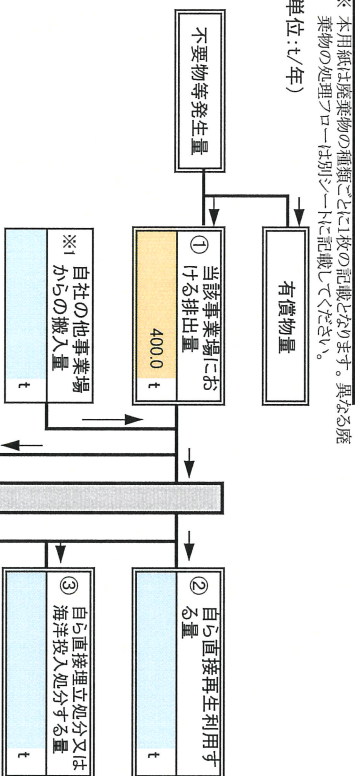 ※ 本用紙は廃棄物の種類ごとに1枚の記載となります。異なる廃
棄物の処理フローは別シートに記載してください。
単位:t/年)
有償物量
不要物等発生量
① 当該事業場にお
ける排出量
400.0 t
※1 自社の他事業場
からの搬入量
t
② 自ら直接再生利用す
る量
t
③ 自ら直接埋立処分又は
海洋投入処分する量
t